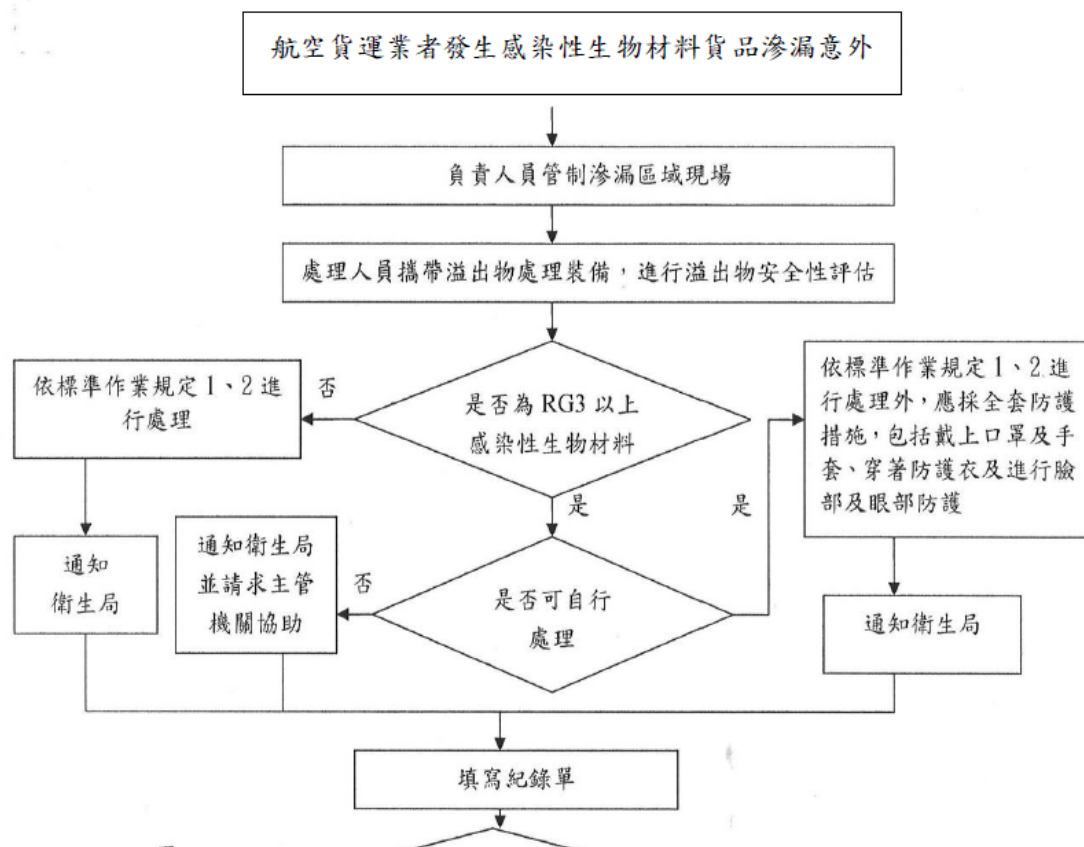 航空貨運業者發生感染性生物材料貨品滲漏意外
負責人員管制滲漏區域現場
處理人員攜帶溢出物處理裝備，進行溢出物安全性評估
是否為 RG3 以上
感染性生物材料
否
是
依標準作業規定 1、2 進
行處理
通知
衛生局
是否可自行
處理
否
是
通知衛生局
並請求主管
機關協助
依標準作業規定 1、2 進
行處理外，應採全套防護
措施，包括戴上口罩及手
套、穿著防護衣及進行臉
部及眼部防護
通知衛生局
填寫紀錄單